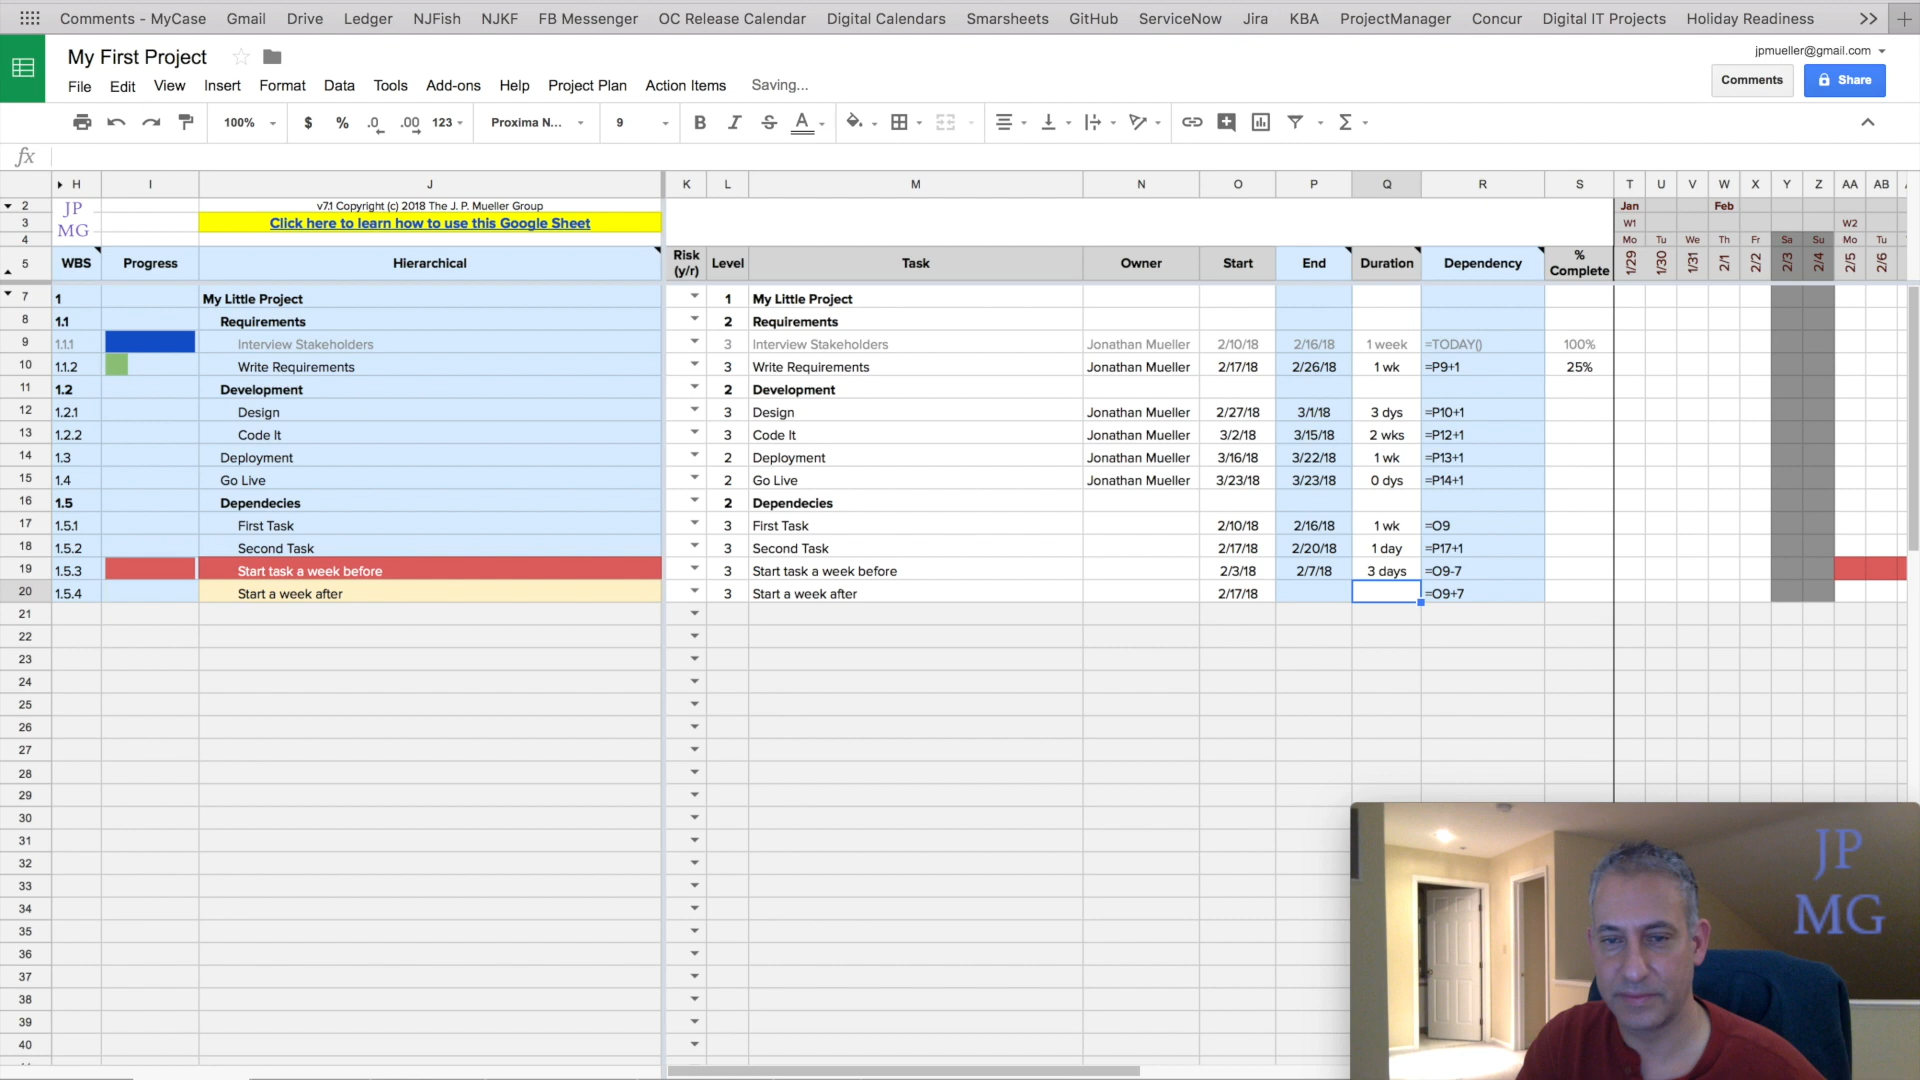 Comments - MyCase Gmail Drive Ledger NJFish NJKF FB Messenger OC Release Calendar Digital Calendars Smarsheets GitHub ServiceNow Jira KBA ProjectManager Concur Digital IT Projects Holiday Readiness >> +
My First Project
jpmueller@gmail.com
File Edit View Insert Format Data Tools Add-ons Help Project Plan Action Items Saving...
Comments Share
100% $ % .0 .00 123 Proxima N... 9 B I S A Σ
fx
H I J K L M N O P Q R S T U V W X Y Z AA AB
2 JP MG v7.1 Copyright (c) 2018 The J. P. Mueller Group Jan Feb
3 Click here to learn how to use this Google Sheet W1 W2
4 Mo Tu We Th Fr Sa Su Mo Tu
5 WBS Progress Hierarchical Risk (y/r) Level Task Owner Start End Duration Dependency % Complete 1/29 1/30 1/31 2/1 2/2 2/3 2/4 2/5 2/6
7 1 My Little Project 1 My Little Project
8 1.1 Requirements 2 Requirements
9 1.1.1 Interview Stakeholders 3 Interview Stakeholders Jonathan Mueller 2/10/18 2/16/18 1 week =TODAY() 100%
10 1.1.2 Write Requirements 3 Write Requirements Jonathan Mueller 2/17/18 2/26/18 1 wk =P9+1 25%
11 1.2 Development 2 Development
12 1.2.1 Design 3 Design Jonathan Mueller 2/27/18 3/1/18 3 dys =P10+1
13 1.2.2 Code It 3 Code It Jonathan Mueller 3/2/18 3/15/18 2 wks =P12+1
14 1.3 Deployment 2 Deployment Jonathan Mueller 3/16/18 3/22/18 1 wk =P13+1
15 1.4 Go Live 2 Go Live Jonathan Mueller 3/23/18 3/23/18 0 dys =P14+1
16 1.5 Dependecies 2 Dependecies
17 1.5.1 First Task 3 First Task 2/10/18 2/16/18 1 wk =O9
18 1.5.2 Second Task 3 Second Task 2/17/18 2/20/18 1 day =P17+1
19 1.5.3 Start task a week before 3 Start task a week before 2/3/18 2/7/18 3 days =O9-7
20 1.5.4 Start a week after 3 Start a week after 2/17/18 =O9+7
21
22
23
24
25
26
27
28
29
30
31
32
33
34
35
36
37
38
39
40
JP
MG